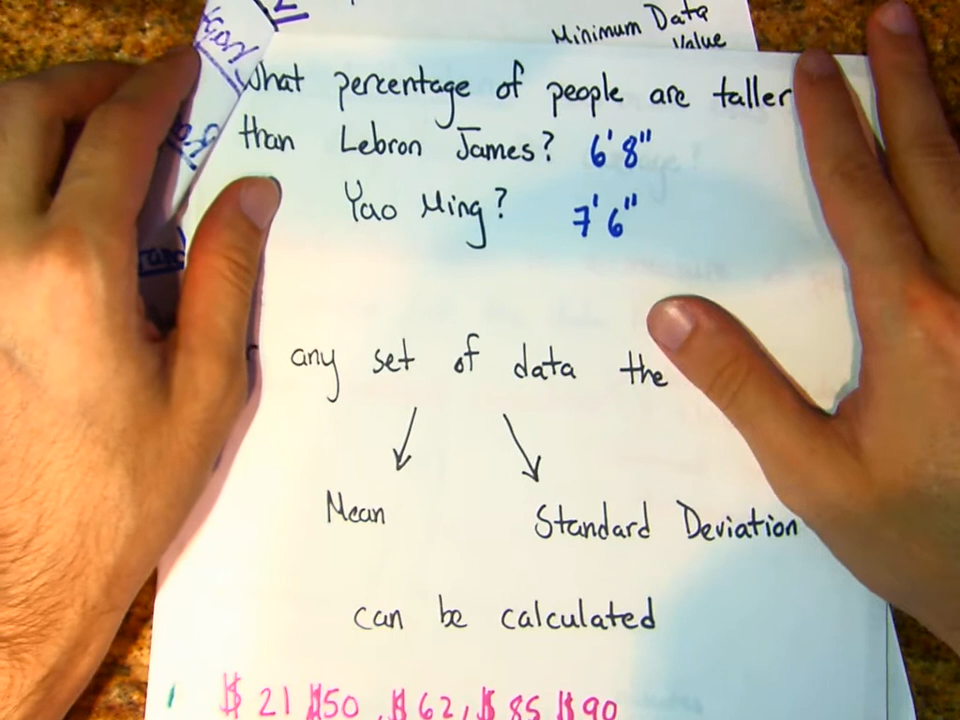 Minimum Data
Value
What percentage of people are taller
than Lebron James? 6'8"
Yao Ming? 7'6"
any set of data the
Mean Standard Deviation
can be calculated
$21 $50, $62, $85 $90